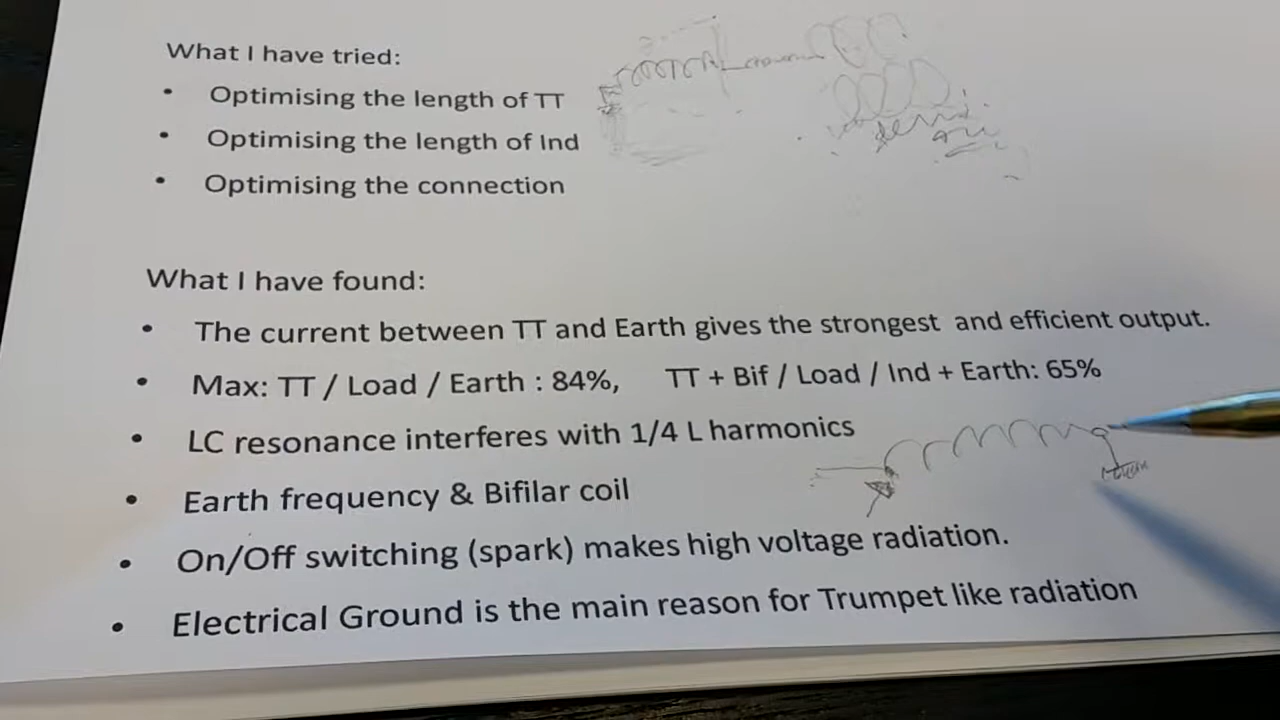 What I have tried:
• Optimising the length of TT
• Optimising the length of Ind
• Optimising the connection
What I have found:
• The current between TT and Earth gives the strongest and efficient output.
• Max: TT / Load / Earth : 84%, TT + Bif / Load / Ind + Earth: 65%
• LC resonance interferes with 1/4 L harmonics
• Earth frequency & Bifilar coil
• On/Off switching (spark) makes high voltage radiation.
• Electrical Ground is the main reason for Trumpet like radiation